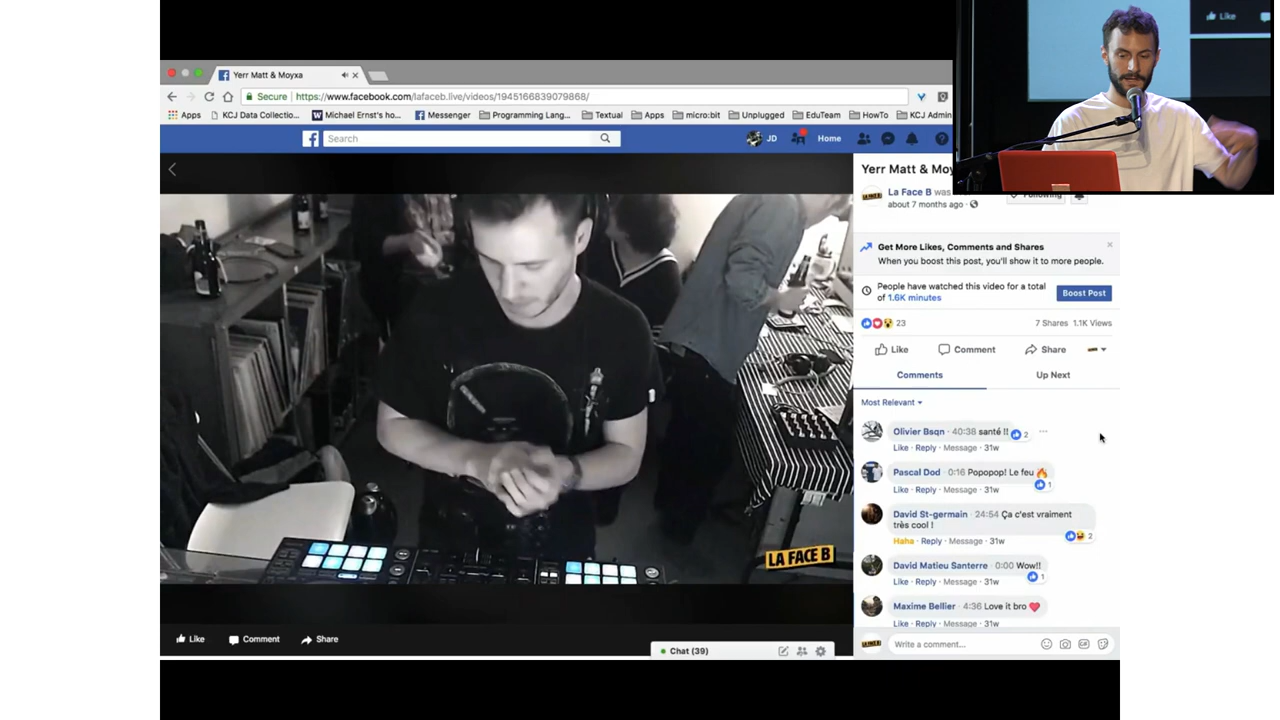 Like
Yerr Matt & Moyxa
Secure
https://www.facebook.com/lafaceb.live/videos/1945166839079868/
Apps
KCJ Data Collectio...
Michael Ernst's ho...
Messenger
Programming Lang...
Apps
micro:bit
Unplugged
EduTeam
HowTo
KCJ Admin
Search
JD
Home
Yerr Matt & Moy
La Face B was
about 7 months ago
Following
Get More Likes, Comments and Shares
When you boost this post, you'll show it to more people.
People have watched this video for a total
of 1.6K minutes
Boost Post
23
7 Shares 1.1K Views
Like
Comment
Share
Comments
Up Next
Most Relevant
Olivier Bsqn · 40:38 santé !!
2
Like · Reply · Message · 31w
Pascal Dod · 0:16 Popopop! Le feu 🔥
1
Like · Reply · Message · 31w
David St-germain · 24:54 Ça c'est vraiment
très cool !
2
Haha · Reply · Message · 31w
David Matieu Santerre · 0:00 Wow!!
1
Like · Reply · Message · 31w
Maxime Bellier · 4:36 Love it bro ❤
Like · Reply · Message · 31w
Write a comment...
LA FACE B
Like
Comment
Share
Chat (39)